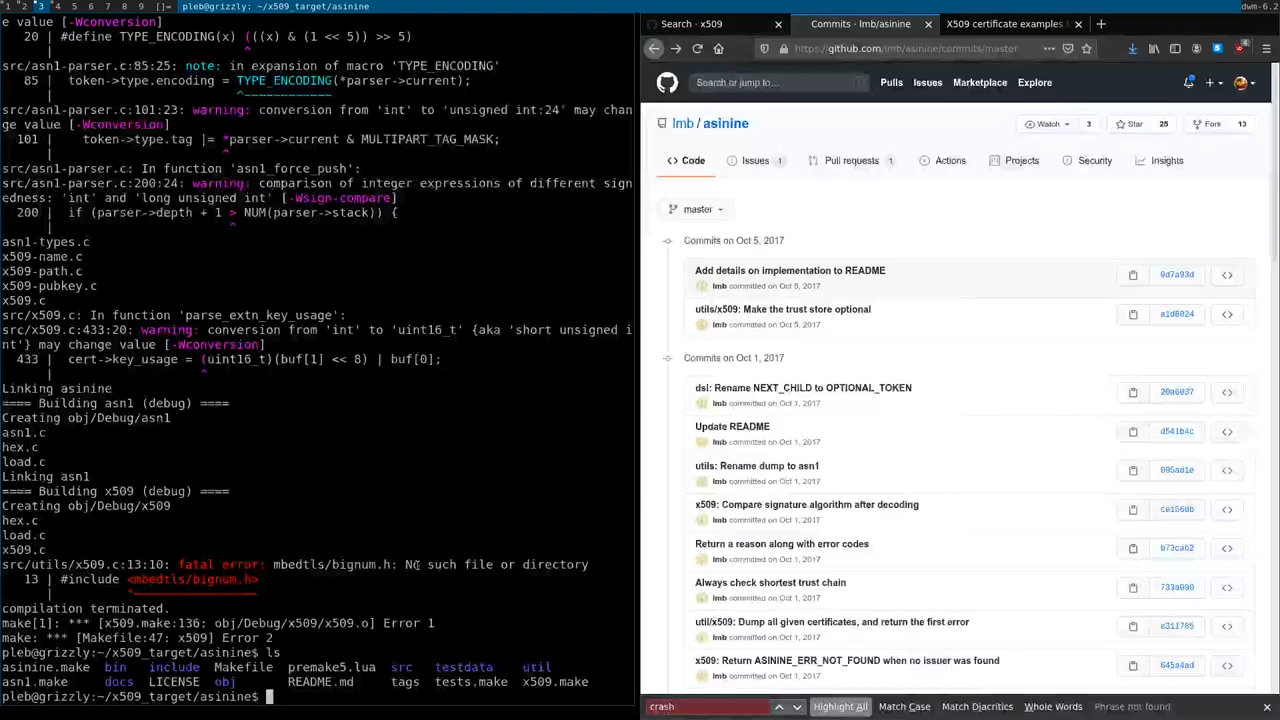 1 2 3 4 5 6 7 8 9 []= pleb@grizzly: ~/x509_target/asinine
dwm-6.2
e value [-Wconversion]
20 | #define TYPE_ENCODING(x) (((x) & (1 << 5)) >> 5)
| ^
src/asn1-parser.c:85:25: note: in expansion of macro 'TYPE_ENCODING'
85 | token->type.encoding = TYPE_ENCODING(*parser->current);
| ^~~~~~~~~~~~~
src/asn1-parser.c:101:23: warning: conversion from 'int' to 'unsigned int:24' may chan
ge value [-Wconversion]
101 | token->type.tag |= *parser->current & MULTIPART_TAG_MASK;
| ^
src/asn1-parser.c: In function 'asn1_force_push':
src/asn1-parser.c:200:24: warning: comparison of integer expressions of different sign
edness: 'int' and 'long unsigned int' [-Wsign-compare]
200 | if (parser->depth + 1 > NUM(parser->stack)) {
| ^
asn1-types.c
x509-name.c
x509-path.c
x509-pubkey.c
x509.c
src/x509.c: In function 'parse_extn_key_usage':
src/x509.c:433:20: warning: conversion from 'int' to 'uint16_t' {aka 'short unsigned i
nt'} may change value [-Wconversion]
433 | cert->key_usage = (uint16_t)(buf[1] << 8) | buf[0];
| ^
Linking asinine
==== Building asn1 (debug) ====
Creating obj/Debug/asn1
asn1.c
hex.c
load.c
Linking asn1
==== Building x509 (debug) ====
Creating obj/Debug/x509
hex.c
load.c
x509.c
src/utils/x509.c:13:10: fatal error: mbedtls/bignum.h: No such file or directory
13 | #include <mbedtls/bignum.h>
| ^~~~~~~~~~~~~~~~~~
compilation terminated.
make[1]: *** [x509.make:136: obj/Debug/x509/x509.o] Error 1
make: *** [Makefile:47: x509] Error 2
pleb@grizzly:~/x509_target/asinine$ ls
asinine.make bin include Makefile premake5.lua src testdata util
asn1.make docs LICENSE obj README.md tags tests.make x509.make
pleb@grizzly:~/x509_target/asinine$
Search · x509
Commits · lmb/asinine
X509 certificate examples f
https://github.com/lmb/asinine/commits/master
Search or jump to...
Pulls Issues Marketplace Explore
lmb / asinine
Watch 3 Star 25 Fork 13
Code Issues 1 Pull requests 1 Actions Projects Security Insights
master
Commits on Oct 5, 2017
Add details on implementation to README
lmb committed on Oct 5, 2017
0d7a93d
utils/x509: Make the trust store optional
lmb committed on Oct 5, 2017
Commits on Oct 1, 2017
dsl: Rename NEXT_CHILD to OPTIONAL_TOKEN
lmb committed on Oct 1, 2017
Update README
lmb committed on Oct 1, 2017
d541b4c
utils: Rename dump to asn1
lmb committed on Oct 1, 2017
x509: Compare signature algorithm after decoding
lmb committed on Oct 1, 2017
Return a reason along with error codes
lmb committed on Oct 1, 2017
b73cab2
Always check shortest trust chain
lmb committed on Oct 1, 2017
util/x509: Dump all given certificates, and return the first error
lmb committed on Oct 1, 2017
x509: Return ASININE_ERR_NOT_FOUND when no issuer was found
lmb committed on Oct 1, 2017
645a4ad
crash
Highlight All Match Case Match Diacritics Whole Words Phrase not found